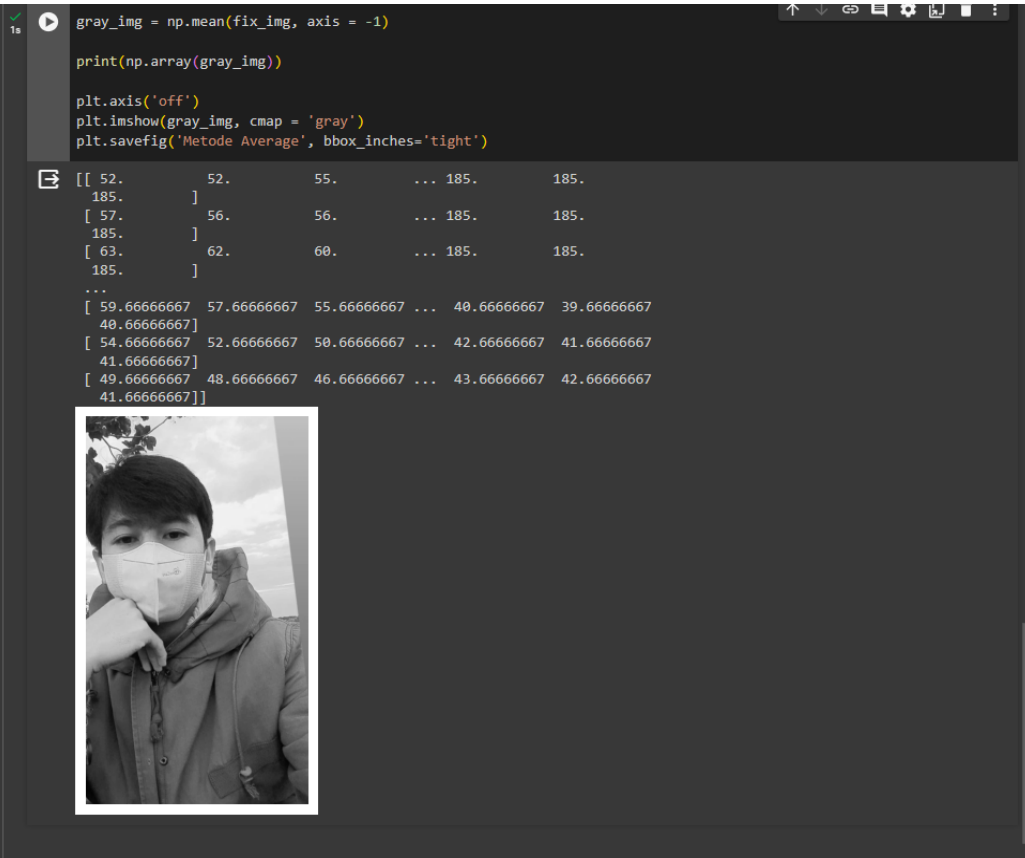 1s
gray_img = np.mean(fix_img, axis = -1)
print(np.array(gray_img))
plt.axis('off')
plt.imshow(gray_img, cmap = 'gray')
plt.savefig('Metode Average', bbox_inches='tight')
[[ 52. 52. 55. ... 185. 185.
185. ]
[ 57. 56. 56. ... 185. 185.
185. ]
[ 63. 62. 60. ... 185. 185.
185. ]
...
[ 59.66666667 57.66666667 55.66666667 ... 40.66666667 39.66666667
40.66666667]
[ 54.66666667 52.66666667 50.66666667 ... 42.66666667 41.66666667
41.66666667]
[ 49.66666667 48.66666667 46.66666667 ... 43.66666667 42.66666667
41.66666667]]